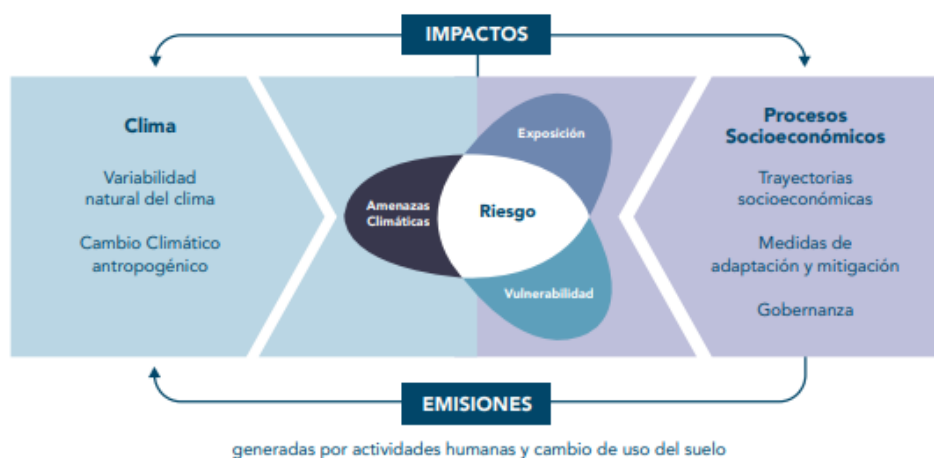 IMPACTOS
Clima
Variabilidad
natural del clima
Cambio Climático
antropogénico
Exposición
Amenazas
Climáticas
Riesgo
Vulnerabilidad
Procesos
Socioeconómicos
Trayectorias
socioeconómicas
Medidas de
adaptación y mitigación
Gobernanza
EMISIONES
generadas por actividades humanas y cambio de uso del suelo